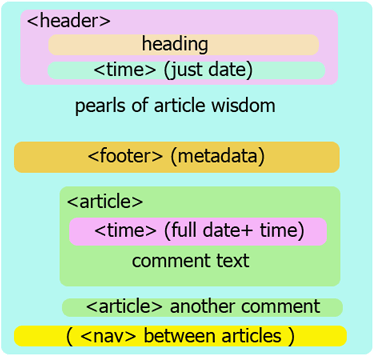 <header>
heading
<time> (just date)
pearls of article wisdom
<footer> (metadata)
<article>
<time> (full date+ time)
comment text
<article> another comment
( <nav> between articles )